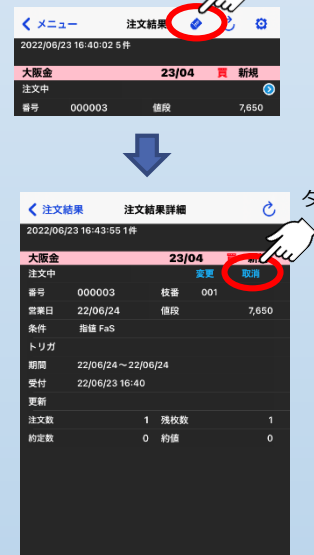 メニュー 注文結果
2022/06/23 16:40:02 5件
大阪金 23/04 買 新規
注文中
番号 000003 値段 7,650
注文結果 注文結果詳細
2022/06/23 16:43:55 1件
大阪金 23/04
注文中 変更 取消
番号 000003 枝番 001
営業日 22/06/24 値段 7,650
条件 指値 FaS
トリガ
期間 22/06/24～22/06/24
受付 22/06/23 16:40
更新
注文数 1 残枚数 1
約定数 0 約値 0